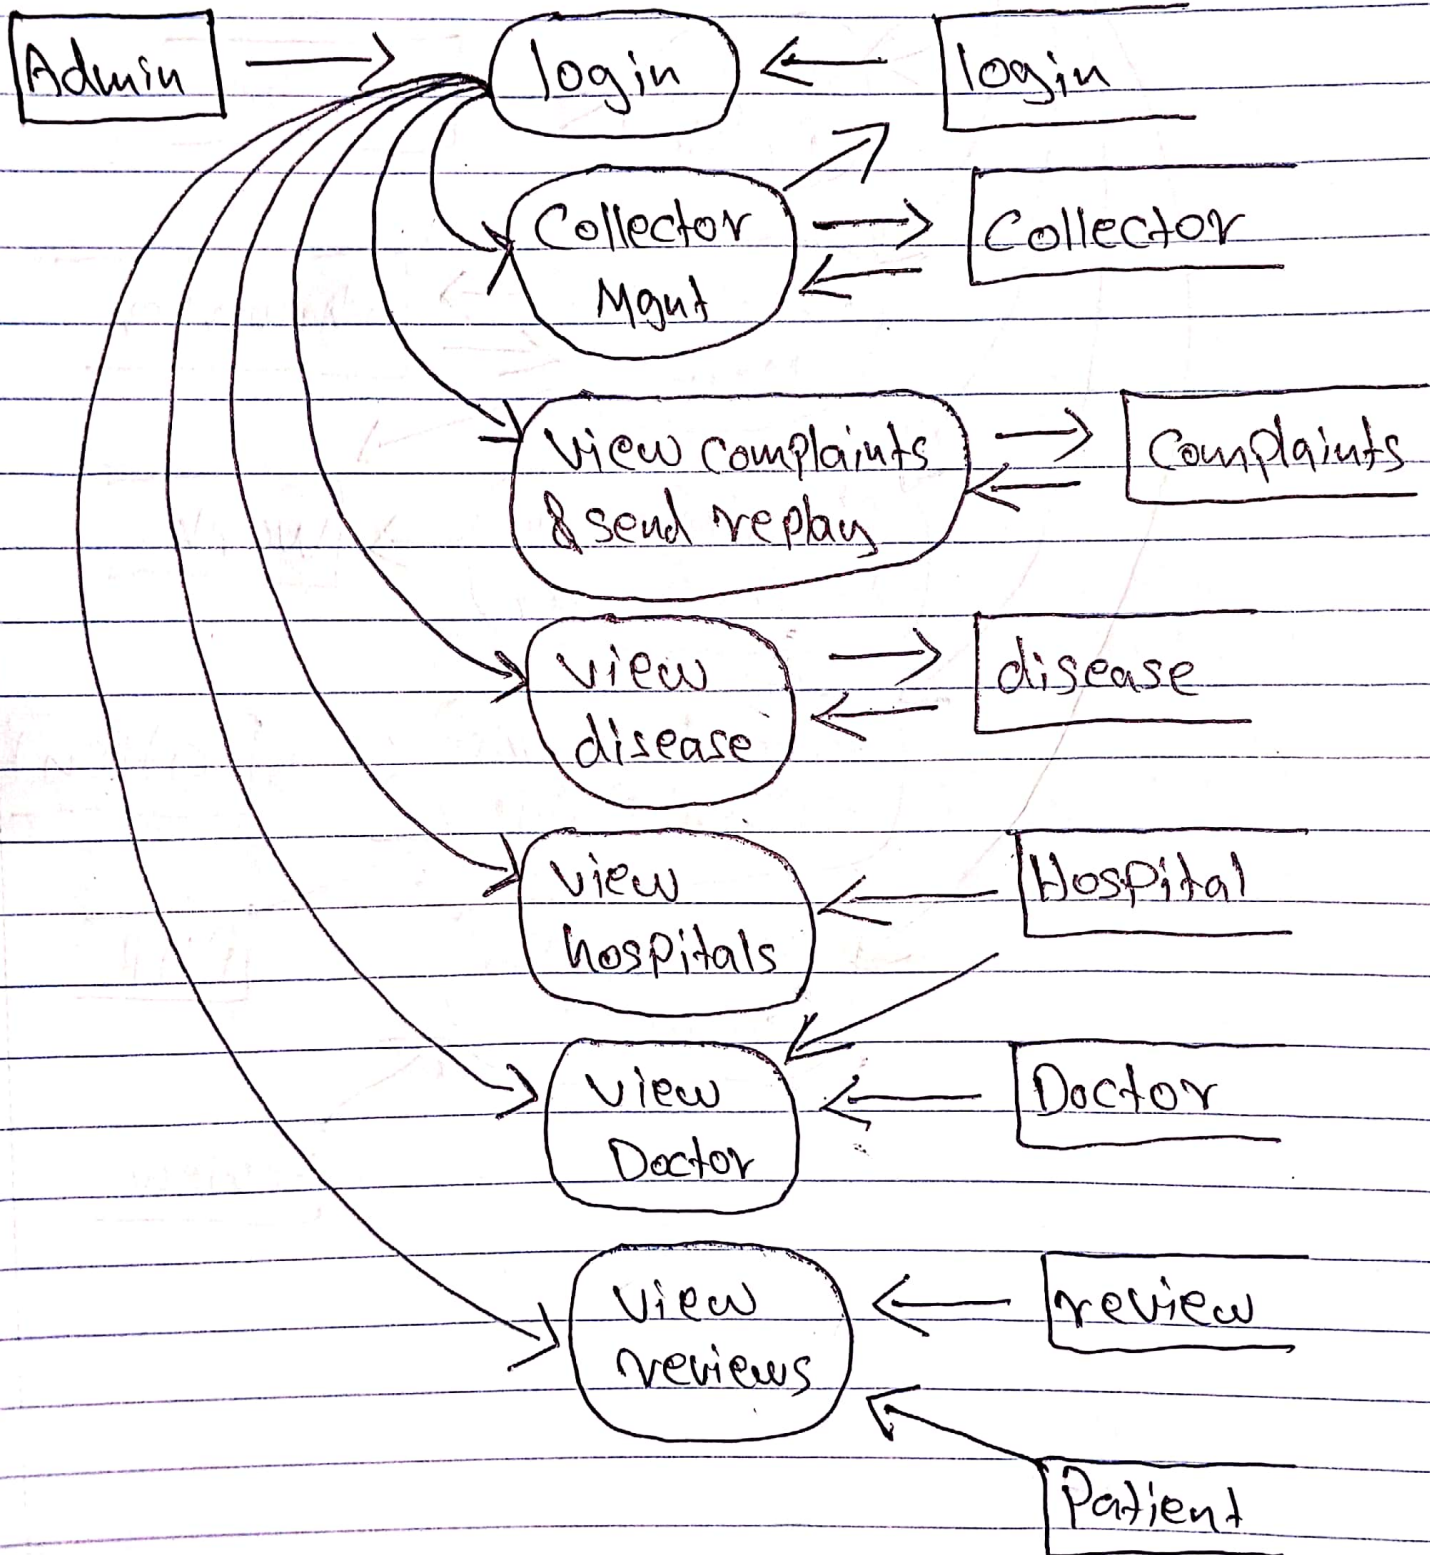 Admin
login
login
Collector
Mgnt
Collector
view complaints
& send replay
Complaints
view
disease
disease
view
hospitals
Hospital
view
Doctor
Doctor
view
reviews
review
Patient